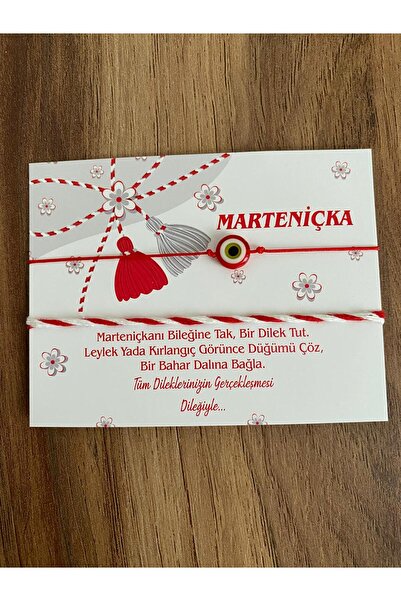 MARTENİÇKA
Marteniçkanı Bileğine Tak, Bir Dilek Tut.
Leylek Yada Kırlangıç Görünce Düğümü Çöz,
Bir Bahar Dalına Bağla.
Tüm Dileklerinizin Gerçekleşmesi
Dileğiyle...